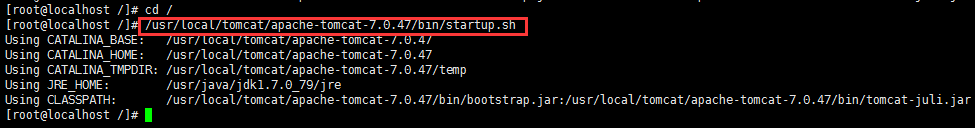 [root@localhost /]# cd /
[root@localhost /]# /usr/local/tomcat/apache-tomcat-7.0.47/bin/startup.sh
Using CATALINA_BASE:   /usr/local/tomcat/apache-tomcat-7.0.47
Using CATALINA_HOME:   /usr/local/tomcat/apache-tomcat-7.0.47
Using CATALINA_TMPDIR: /usr/local/tomcat/apache-tomcat-7.0.47/temp
Using JRE_HOME:        /usr/java/jdk1.7.0_79/jre
Using CLASSPATH:       /usr/local/tomcat/apache-tomcat-7.0.47/bin/bootstrap.jar:/usr/local/tomcat/apache-tomcat-7.0.47/bin/tomcat-juli.jar
[root@localhost /]#